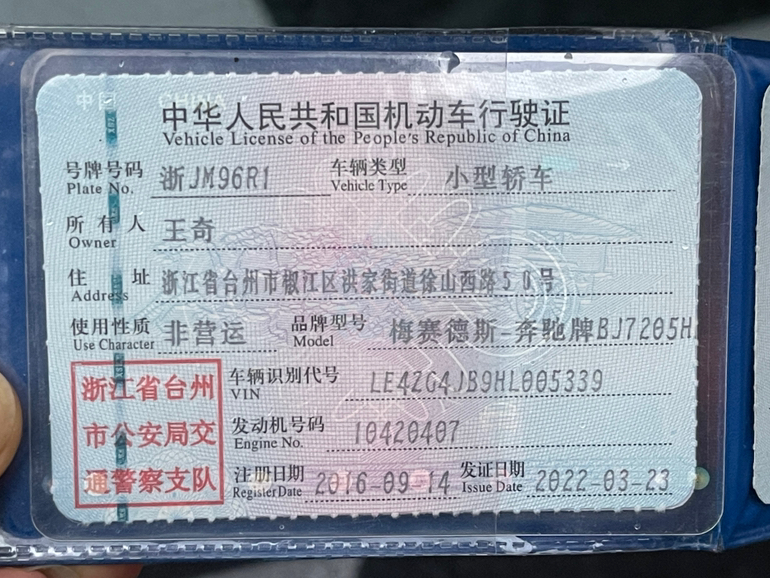 中华人民共和国机动车行驶证
Vehicle License of the People's Republic of China
号牌号码 浙JM96R1 车辆类型 小型轿车
Plate No. Vehicle Type
所有人 王奇
Owner
住址 浙江省台州市椒江区洪家街道徐山西路50号
Address
使用性质 非营运 品牌型号 梅赛德斯-奔驰牌BJ7205H
Use Character Model
浙江省台州
市公安局交
通警察支队
车辆识别代号 LE4ZG4JB9HL005339
VIN
发动机号码 10420407
Engine No.
注册日期 2016-09-14 发证日期 2022-03-23
Register Date Issue Date